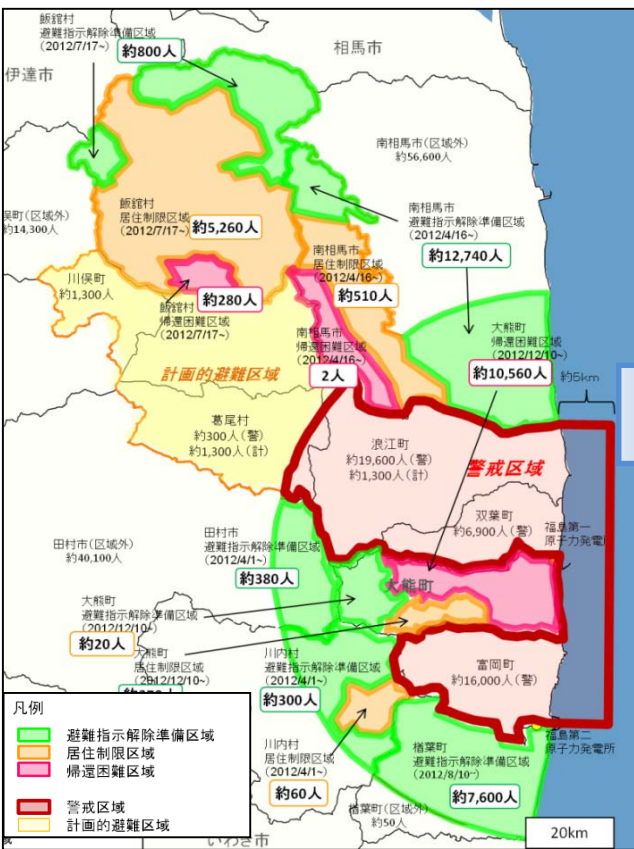 飯舘村
避難指示解除準備区域
(2012/7/17~)
約800人
相馬市
伊達市
南相馬市(区域外)
約56,600人
飯舘村
居住制限区域
(2012/7/17~)
約5,260人
俣町(区域外)
約14,300人
南相馬市
避難指示解除準備区域
(2012/4/16~)
約12,740人
南相馬市
居住制限区域
(2012/4/16~)
約510人
川俣町
約1,300人
約280人
飯舘村
帰還困難区域
(2012/7/17~)
南相馬市
帰還困難区域
(2012/4/16~)
2人
大熊町
帰還困難区域
(2012/12/10~)
約10,560人
約5km
計画的避難区域
葛尾村
約300人(警)
約1,300人(計)
浪江町
約19,600人(警)
約1,300人(計)
警戒区域
双葉町
約6,900人(警)
福島第一
原子力発電所
田村市(区域外)
約40,100人
田村市
避難指示解除準備区域
(2012/4/1~)
約380人
大熊町
大熊町
避難指示解除準備区域
(2012/12/10~)
約20人
大熊町
居住制限区域
(2012/12/10~)
川内村
避難指示解除準備区域
(2012/4/1~)
約300人
富岡町
約16,000人(警)
川内村
居住制限区域
(2012/4/1~)
約60人
楢葉町
避難指示解除準備区域
(2012/8/10~)
約7,600人
福島第二
原子力発電所
楢葉町(区域外)
約50人
いわき市
20km
凡例
避難指示解除準備区域
居住制限区域
帰還困難区域
警戒区域
計画的避難区域